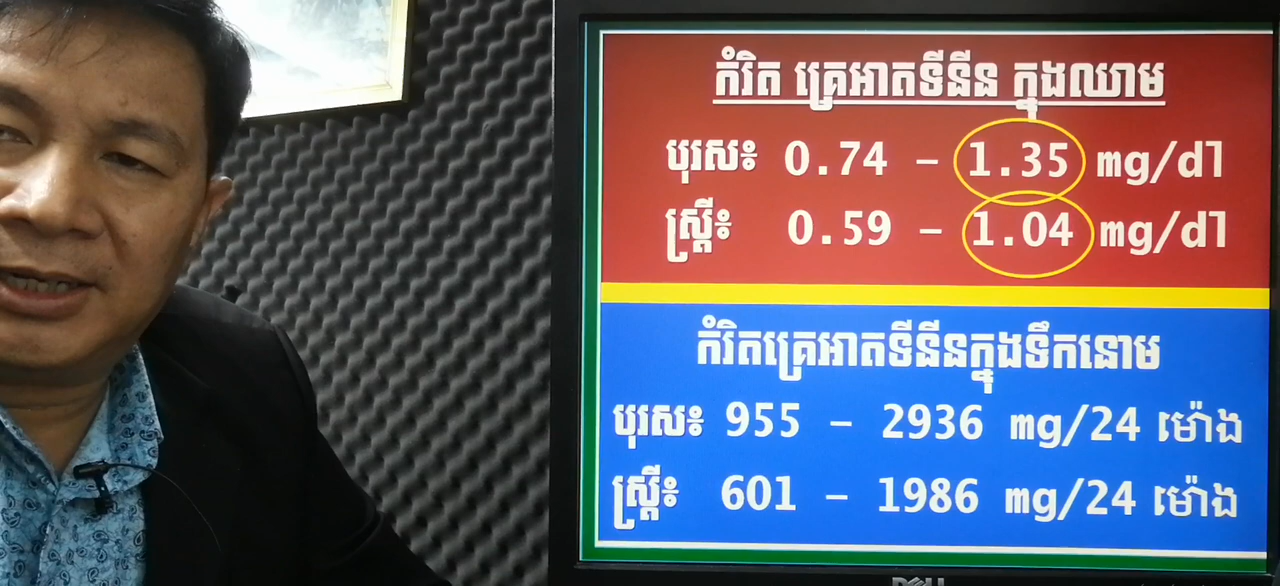 កំរិត គ្រេអាតទីនីន ក្នុងឈាម
បុរស៖ 0.74 – 1.35 mg/dl
ស្ត្រី៖ 0.59 – 1.04 mg/dl
កំរិតគ្រេអាតទីនីនក្នុងទឹកនោម
បុរស៖ 955 – 2936 mg/24 ម៉ោង
ស្ត្រី៖ 601 – 1986 mg/24 ម៉ោង